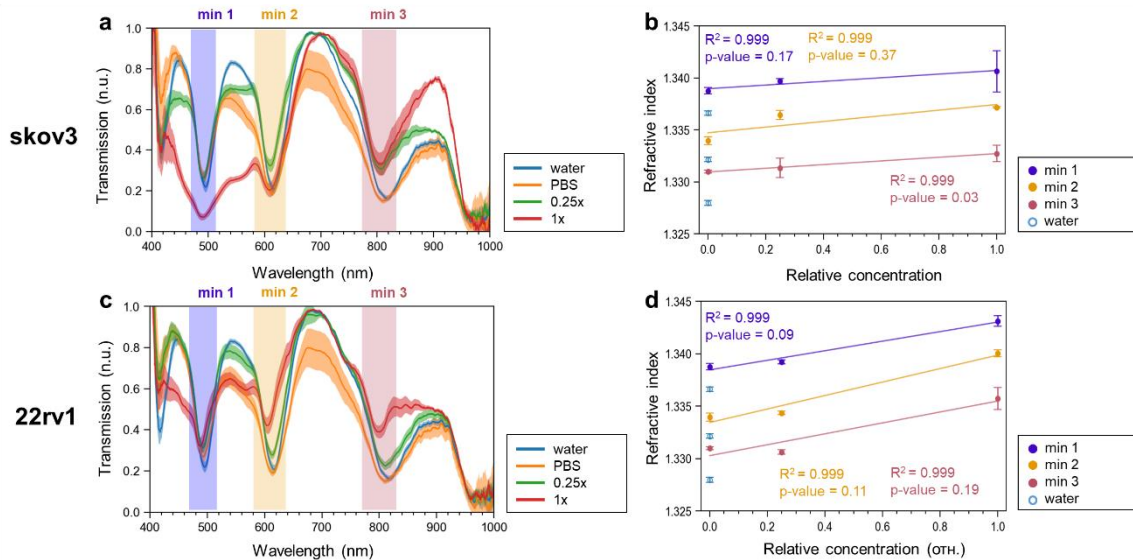 skov3
a
min 1 min 2 min 3
Transmission (n.u.)
1.0
0.8
0.6
0.4
0.2
0.0
400 500 600 700 800 900 1000
Wavelength (nm)
water
PBS
0.25x
1x
b
R² = 0.999
p-value = 0.17
R² = 0.999
p-value = 0.37
R² = 0.999
p-value = 0.03
Refractive index
1.345
1.340
1.335
1.330
1.325
0.0 0.2 0.4 0.6 0.8 1.0
Relative concentration
min 1
min 2
min 3
water
22rv1
c
min 1 min 2 min 3
Transmission (n.u.)
1.0
0.8
0.6
0.4
0.2
0.0
400 500 600 700 800 900 1000
Wavelength (nm)
water
PBS
0.25x
1x
d
R² = 0.999
p-value = 0.09
R² = 0.999
p-value = 0.11
R² = 0.999
p-value = 0.19
Refractive index
1.345
1.340
1.335
1.330
1.325
0.0 0.2 0.4 0.6 0.8 1.0
Relative concentration (отн.)
min 1
min 2
min 3
water